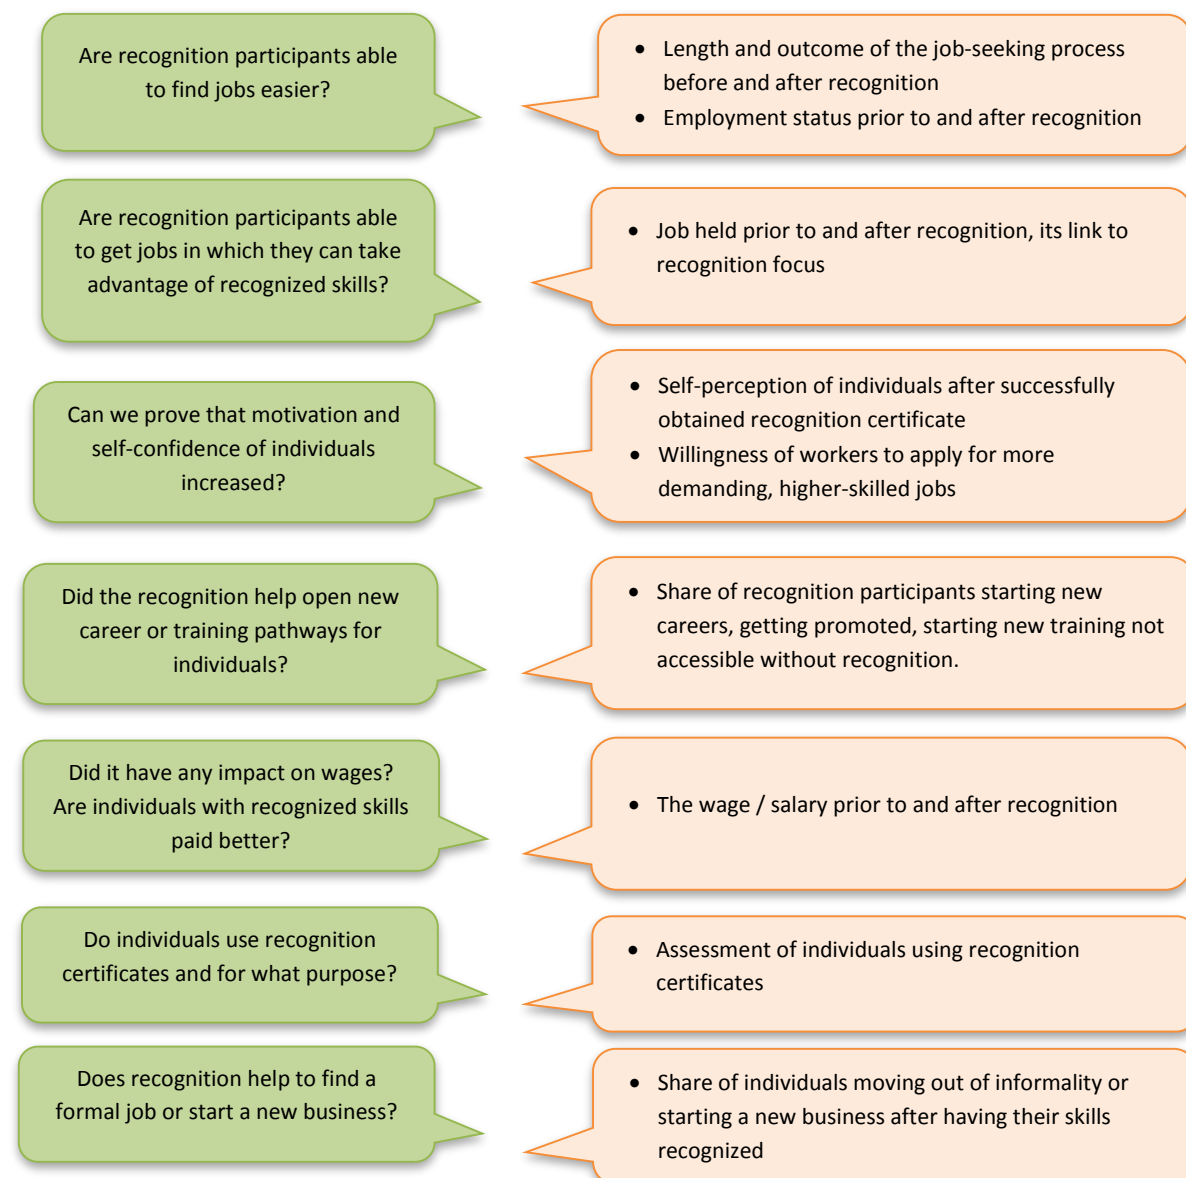 Are recognition participants able
to find jobs easier?
• Length and outcome of the job-seeking process
before and after recognition
• Employment status prior to and after recognition
Are recognition participants able
to get jobs in which they can take
advantage of recognized skills?
• Job held prior to and after recognition, its link to
recognition focus
Can we prove that motivation and
self-confidence of individuals
increased?
• Self-perception of individuals after successfully
obtained recognition certificate
• Willingness of workers to apply for more
demanding, higher-skilled jobs
Did the recognition help open new
career or training pathways for
individuals?
• Share of recognition participants starting new
careers, getting promoted, starting new training not
accessible without recognition.
Did it have any impact on wages?
Are individuals with recognized skills
paid better?
• The wage / salary prior to and after recognition
Do individuals use recognition
certificates and for what purpose?
• Assessment of individuals using recognition
certificates
Does recognition help to find a
formal job or start a new business?
• Share of individuals moving out of informality or
starting a new business after having their skills
recognized